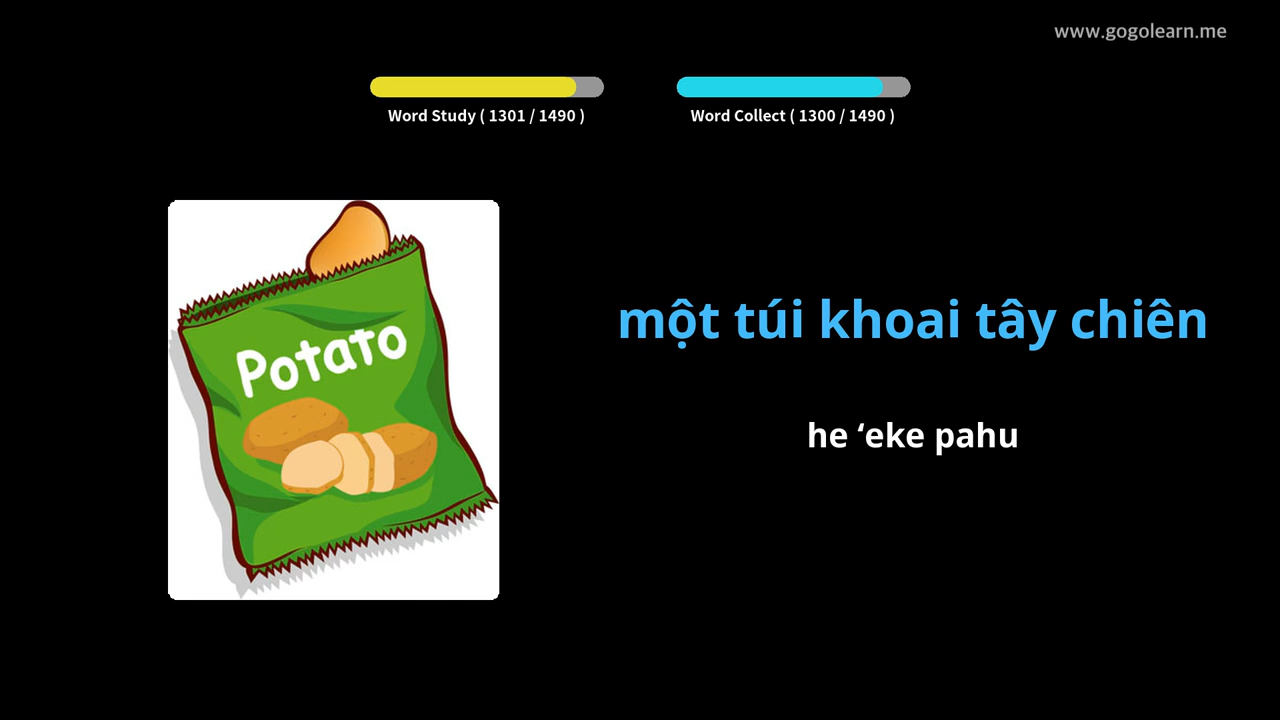 www.gogolearn.me
Word Study ( 1301 / 1490 )
Word Collect ( 1300 / 1490 )
Potato
một túi khoai tây chiên
he ‘eke pahu